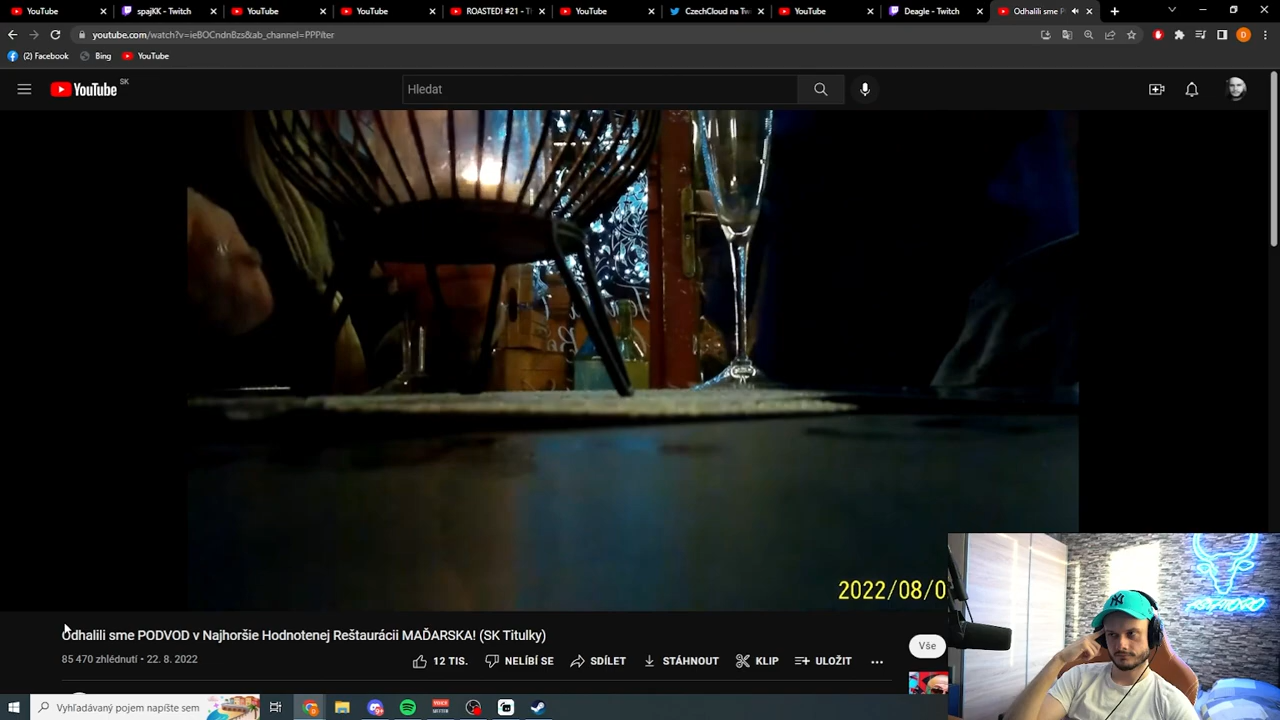 YouTube
spajKK - Twitch
YouTube
YouTube
ROASTED! #21 - T
YouTube
CzechCloud na Tw
YouTube
Deagle - Twitch
Odhalili sme P
youtube.com/watch?v=ieBOCndnBzs&ab_channel=PPPíter
(2) Facebook
Bing
YouTube
YouTube SK
Hledat
2022/08/0
Odhalili sme PODVOD v Najhoršie Hodnotenej Reštaurácii MAĎARSKA! (SK Titulky)
85 470 zhlédnutí • 22. 8. 2022
12 TIS.
NELÍBÍ SE
SDÍLET
STÁHNOUT
KLIP
ULOŽIT
Vše
Vyhľadávaný pojem napíšte sem